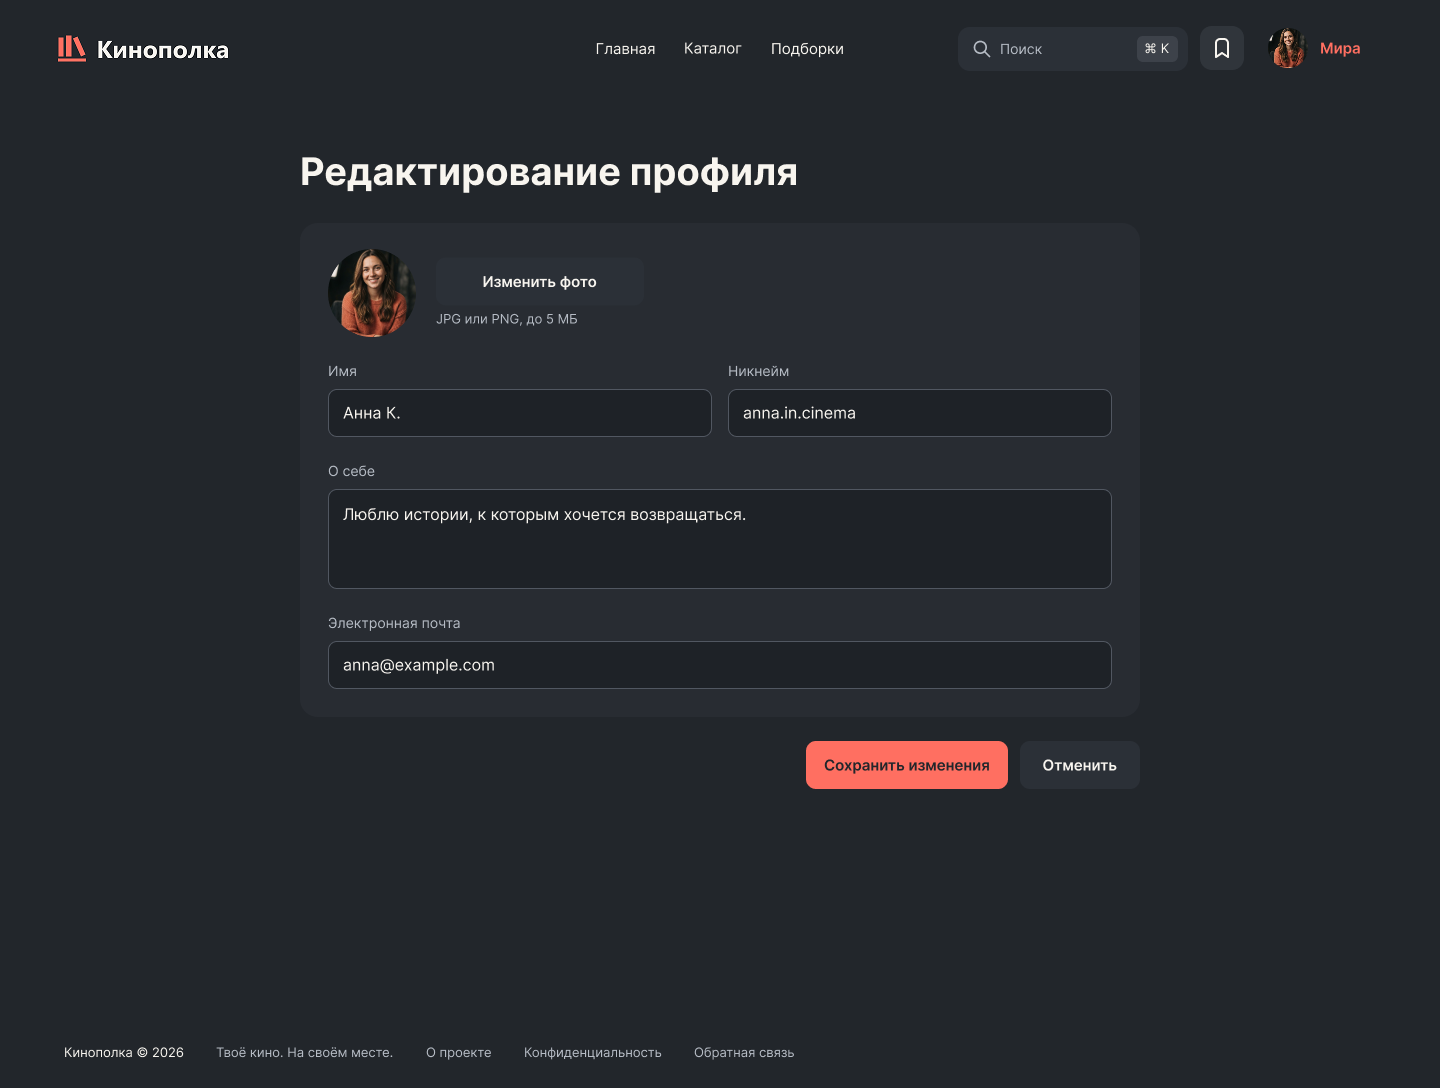 Кинополка
Главная
Каталог
Подборки
Поиск
⌘ K
Мира
Редактирование профиля
Изменить фото
JPG или PNG, до 5 МБ
Имя
Никнейм
Анна К.
anna.in.cinema
О себе
Люблю истории, к которым хочется возвращаться.
Электронная почта
anna@example.com
Сохранить изменения
Отменить
Кинополка © 2026
Твоё кино. На своём месте.
О проекте
Конфиденциальность
Обратная связь